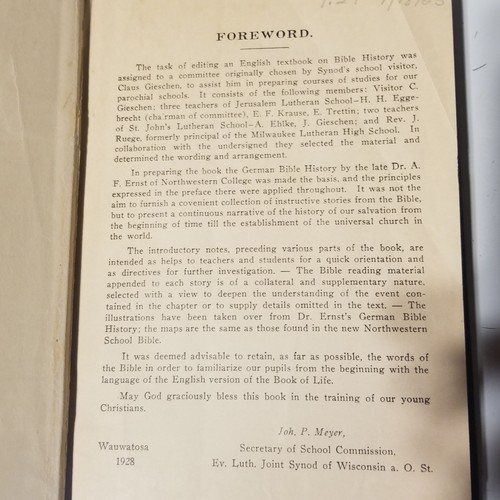 FOREWORD.
The task of editing an English textbook on Bible History was
assigned to a committee originally chosen by Synod's school visitor,
Claus Gieschen, to assist him in preparing courses of studies for our
parochial schools. It consists of the following members: Visitor C.
Gieschen; three teachers of Jerusalem Lutheran School—H. H. Egge-
brecht (chairman of committee), E. F. Krause, E. Trettin; two teachers
of St. John's Lutheran School—A. Ehlke, J. Gieschen; and Rev. J.
Ruege, formerly principal of the Milwaukee Lutheran High School. In
collaboration with the undersigned they selected the material and
determined the wording and arrangement.
In preparing the book the German Bible History by the late Dr. A.
F. Ernst of Northwestern College was made the basis, and the principles
expressed in the preface there were applied throughout. It was not the
aim to furnish a covenient collection of instructive stories from the Bible,
but to present a continuous narrative of the history of our salvation from
the beginning of time till the establishment of the universal church in
the world.
The introductory notes, preceding various parts of the book, are
intended as helps to teachers and students for a quick orientation and
as directives for further investigation. — The Bible reading material
appended to each story is of a collateral and supplementary nature,
selected with a view to deepen the understanding of the event con-
tained in the chapter or to supply details omitted in the text. — The
illustrations have been taken over from Dr. Ernst's German Bible
History; the maps are the same as those found in the new Northwestern
School Bible.
It was deemed advisable to retain, as far as possible, the words of
the Bible in order to familiarize our pupils from the beginning with the
language of the English version of the Book of Life.
May God graciously bless this book in the training of our young
Christians.
Joh. P. Meyer,
Wauwatosa Secretary of School Commission,
1928 Ev. Luth. Joint Synod of Wisconsin a. O. St.